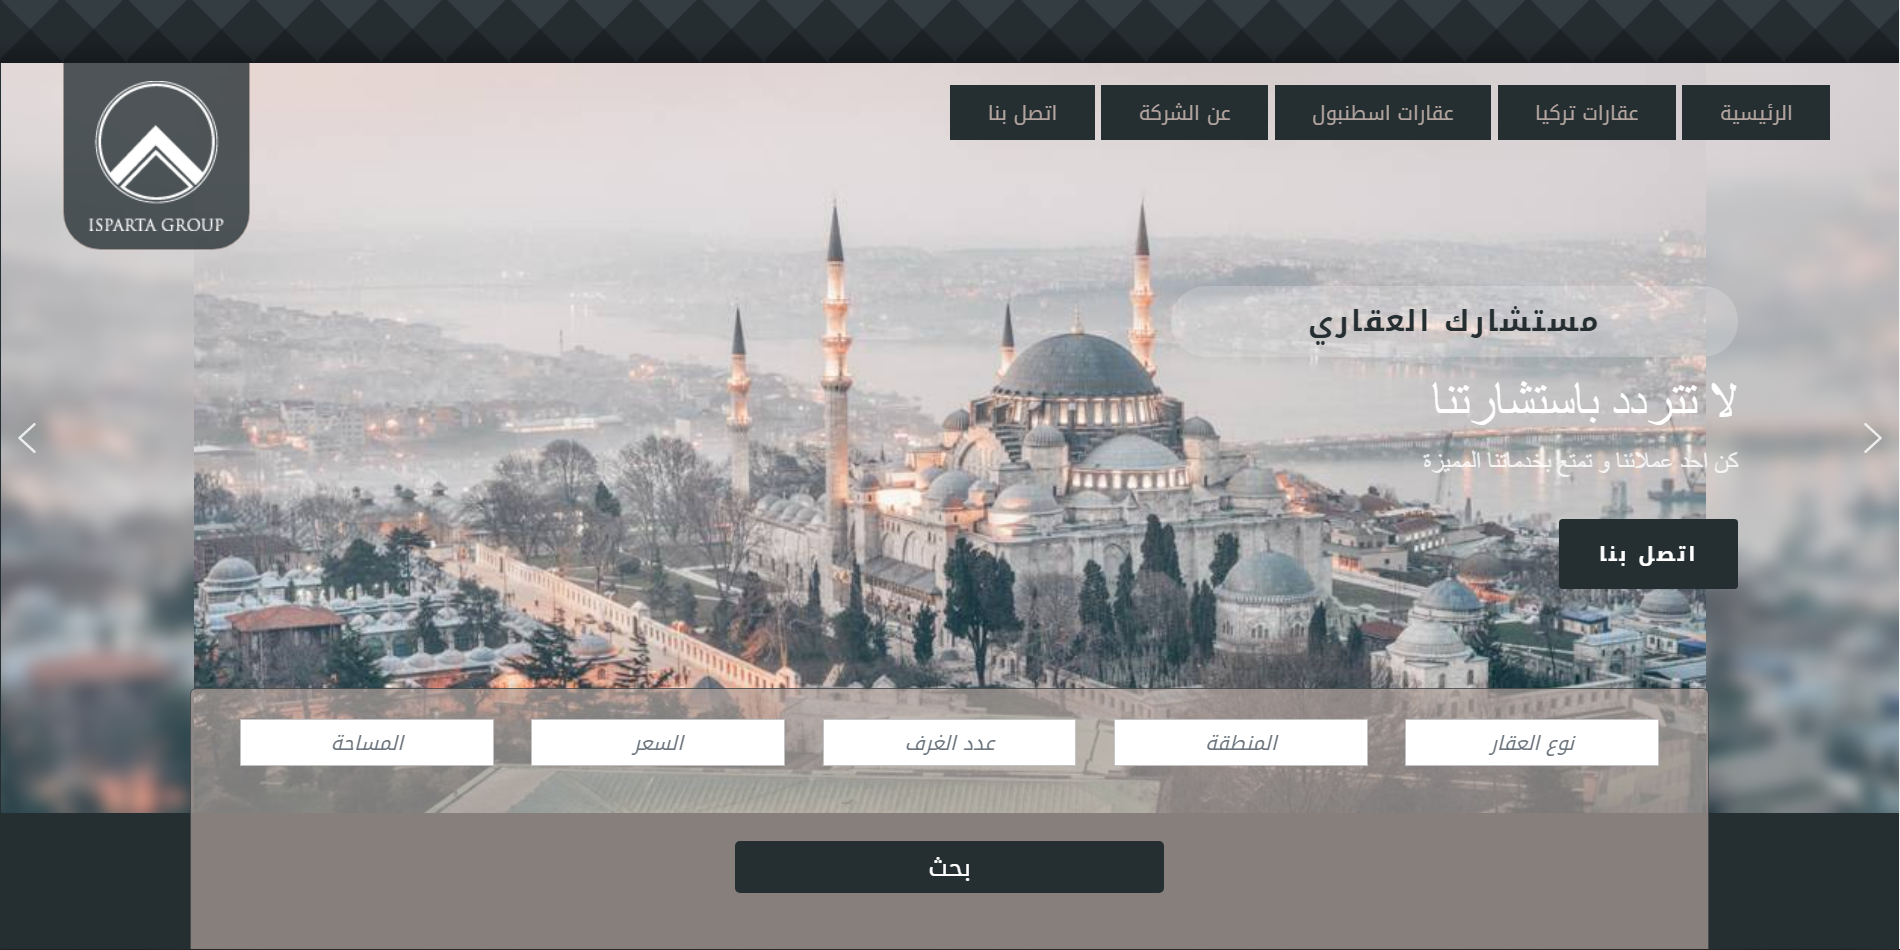 ISPARTA GROUP
الرئيسية
عقارات تركيا
عقارات اسطنبول
عن الشركة
اتصل بنا
مستشارك العقاري
لا تتردد باستشارتنا
كن احد عملائنا و تمتع بخدماتنا المميزة
اتصل بنا
نوع العقار
المنطقة
عدد الغرف
السعر
المساحة
بحث